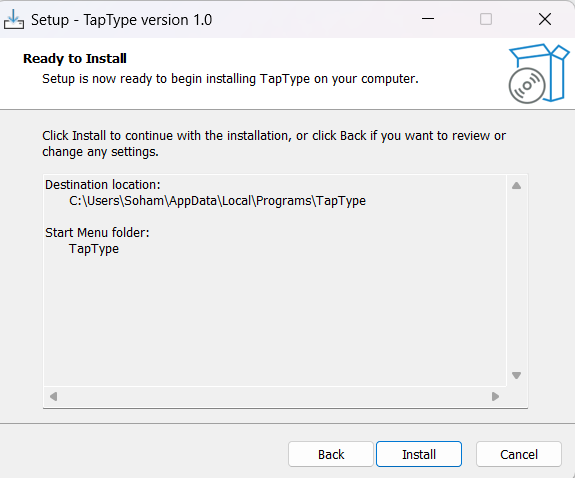 Setup - TapType version 1.0
Ready to Install
Setup is now ready to begin installing TapType on your computer.
Click Install to continue with the installation, or click Back if you want to review or
change any settings.
Destination location:
C:\Users\Soham\AppData\Local\Programs\TapType
Start Menu folder:
TapType
Back
Install
Cancel